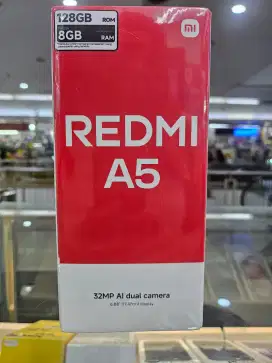 128GB ROM
8GB RAM
mi
REDMI
A5
32MP AI dual camera